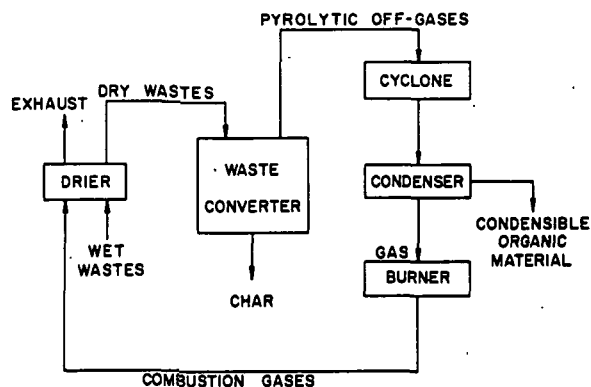 PYROLYTIC OFF-GASES
CYCLONE
DRY WASTES
EXHAUST
WASTE
CONVERTER
DRIER
CONDENSER
WET
WASTES
CONDENSIBLE
ORGANIC
MATERIAL
GAS
BURNER
CHAR
COMBUSTION GASES